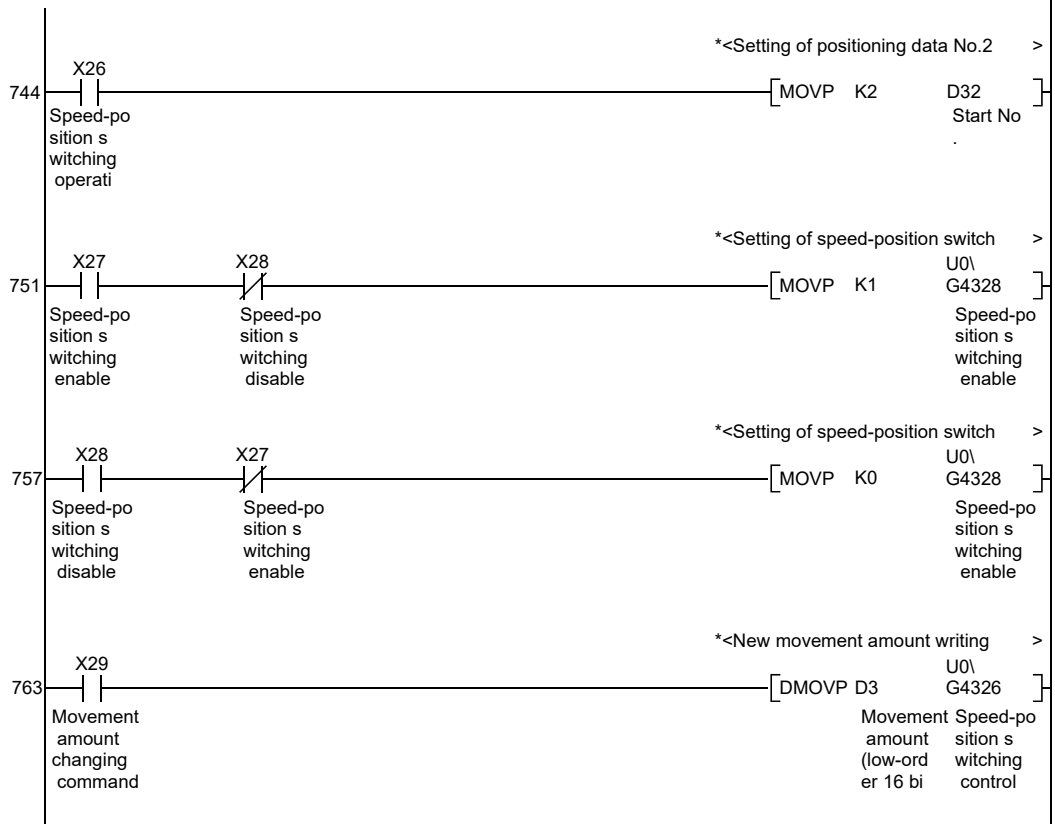 *<Setting of positioning data No.2 >
X26
744
MOVP K2 D32
Speed-po
sition s
witching
operati
Start No
.
*<Setting of speed-position switch >
X27 X28 U0\
751
MOVP K1 G4328
Speed-po Speed-po Speed-po
sition s sition s sition s
witching witching witching
enable disable enable
*<Setting of speed-position switch >
X28 X27 U0\
757
MOVP K0 G4328
Speed-po Speed-po Speed-po
sition s sition s sition s
witching witching witching
disable enable enable
*<New movement amount writing >
X29 U0\
763
DMOVP D3 G4326
Movement Movement Speed-po
amount amount sition s
changing (low-ord witching
command er 16 bi control